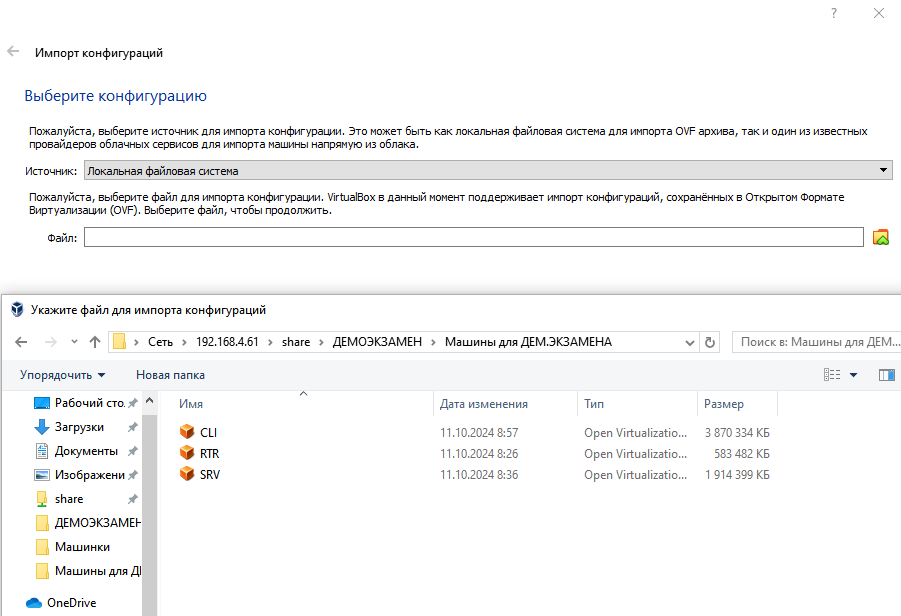 ?
Импорт конфигураций
Выберите конфигурацию
Пожалуйста, выберите источник для импорта конфигурации. Это может быть как локальная файловая система для импорта OVF архива, так и один из известных
провайдеров облачных сервисов для импорта машины напрямую из облака.
Источник: Локальная файловая система
Пожалуйста, выберите файл для импорта конфигурации. VirtualBox в данный момент поддерживает импорт конфигураций, сохранённых в Открытом Формате
Виртуализации (OVF). Выберите файл, чтобы продолжить.
Файл:
Укажите файл для импорта конфигураций
Сеть > 192.168.4.61 > share > ДЕМОЭКЗАМЕН > Машины для ДЕМ.ЭКЗАМЕНА
Поиск в: Машины для ДЕМ...
Упорядочить Новая папка
Рабочий сто.
Загрузки
Документы
Изображени
share
ДЕМОЭКЗАМЕН
Машинки
Машины для ДЕ
OneDrive
Имя Дата изменения Тип Размер
CLI 11.10.2024 8:57 Open Virtualizatio... 3 870 334 КБ
RTR 11.10.2024 8:26 Open Virtualizatio... 583 482 КБ
SRV 11.10.2024 8:36 Open Virtualizatio... 1 914 399 КБ